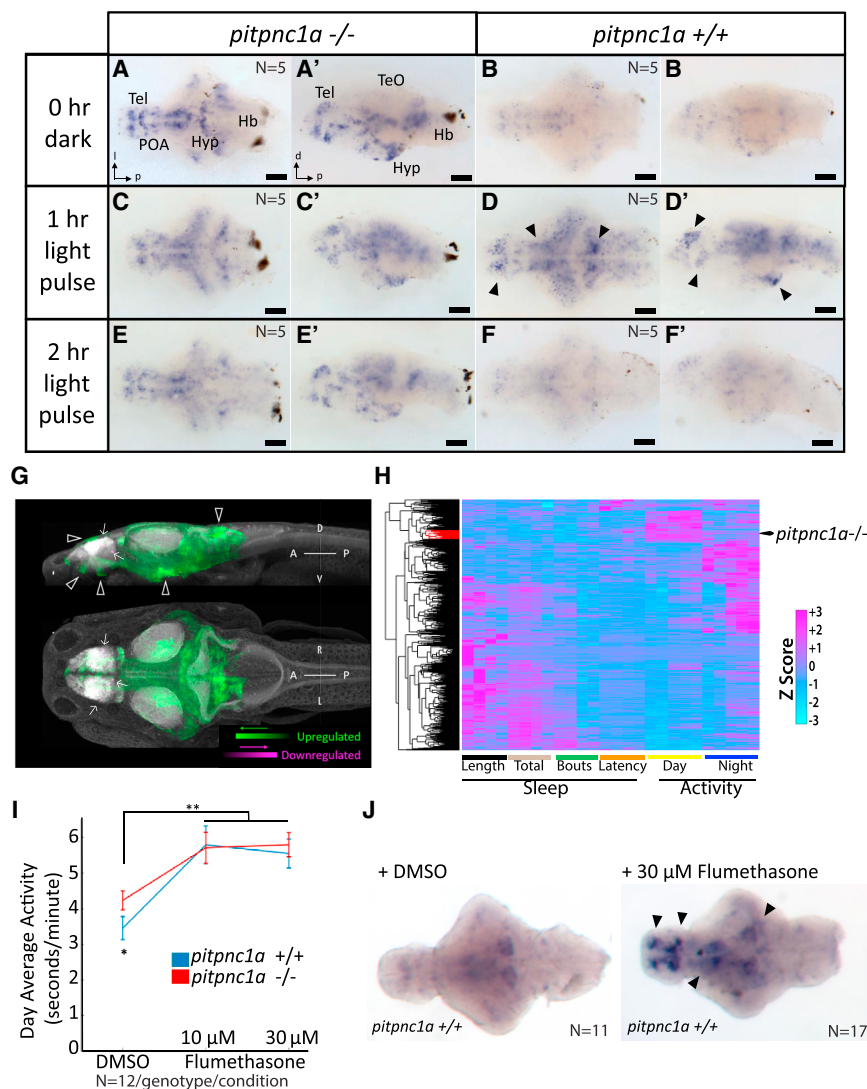 pitpnc1a -/- pitpnc1a +/+
0 hr
dark
A N=5
Tel
POA
Hyp
Hb
l
p
A’
TeO
Tel
Hb
Hyp
d
p
B N=5
B
1 hr
light
pulse
C N=5
C’
D N=5
D’
2 hr
light
pulse
E N=5
E’
F N=5
F’
G
D
A P
V
R
A P
L
Upregulated
Downregulated
H
pitpnc1a-/-
+3
+2
+1
0
-1
-2
-3
Z Score
Length Total Bouts Latency Day Night
Sleep Activity
I
**
Day Average Activity
(seconds/minute)
6
5
4
3
2
1
0
*
pitpnc1a +/+
pitpnc1a -/-
10 µM 30 µM
DMSO Flumethasone
N=12/genotype/condition
J
+ DMSO
pitpnc1a +/+
N=11
+ 30 µM Flumethasone
pitpnc1a +/+
N=17